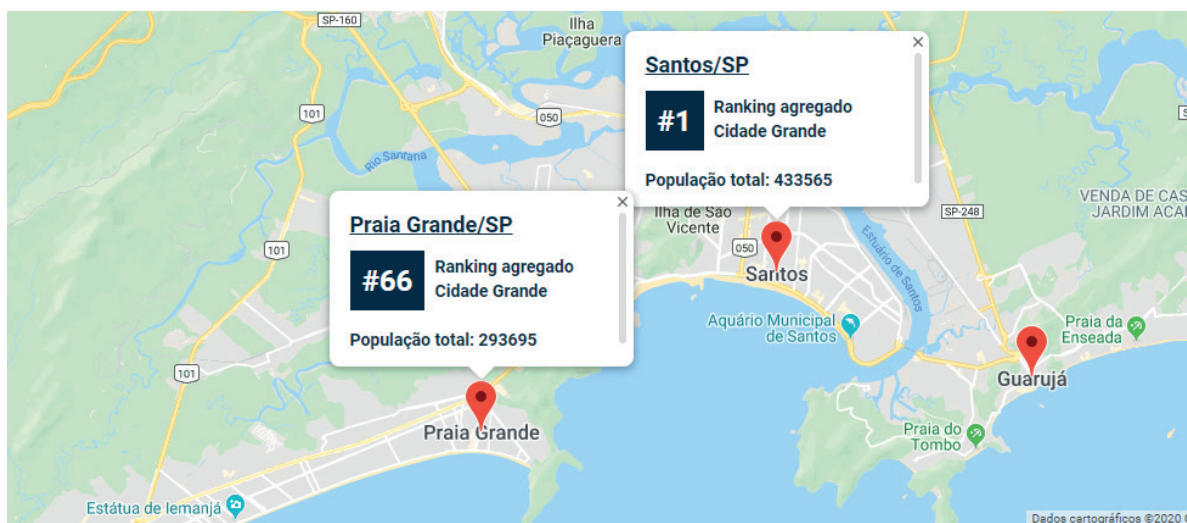 SP-160
Ilha
Piaçaguera
101
050
Rio Santana
101
Santos/SP
#1
Ranking agregado
Cidade Grande
População total: 433565
Praia Grande/SP
#66
Ranking agregado
Cidade Grande
População total: 293695
Ilha de São
Vicente
050
Santos
SP-248
VENDA DE CAS
JARDIM ACA
Estuário de Santos
Aquário Municipal
de Santos
Praia da
Enseada
Guarujá
101
Praia Grande
Praia do
Tombo
Estátua de Iemanjá
Dados cartográficos ©2020